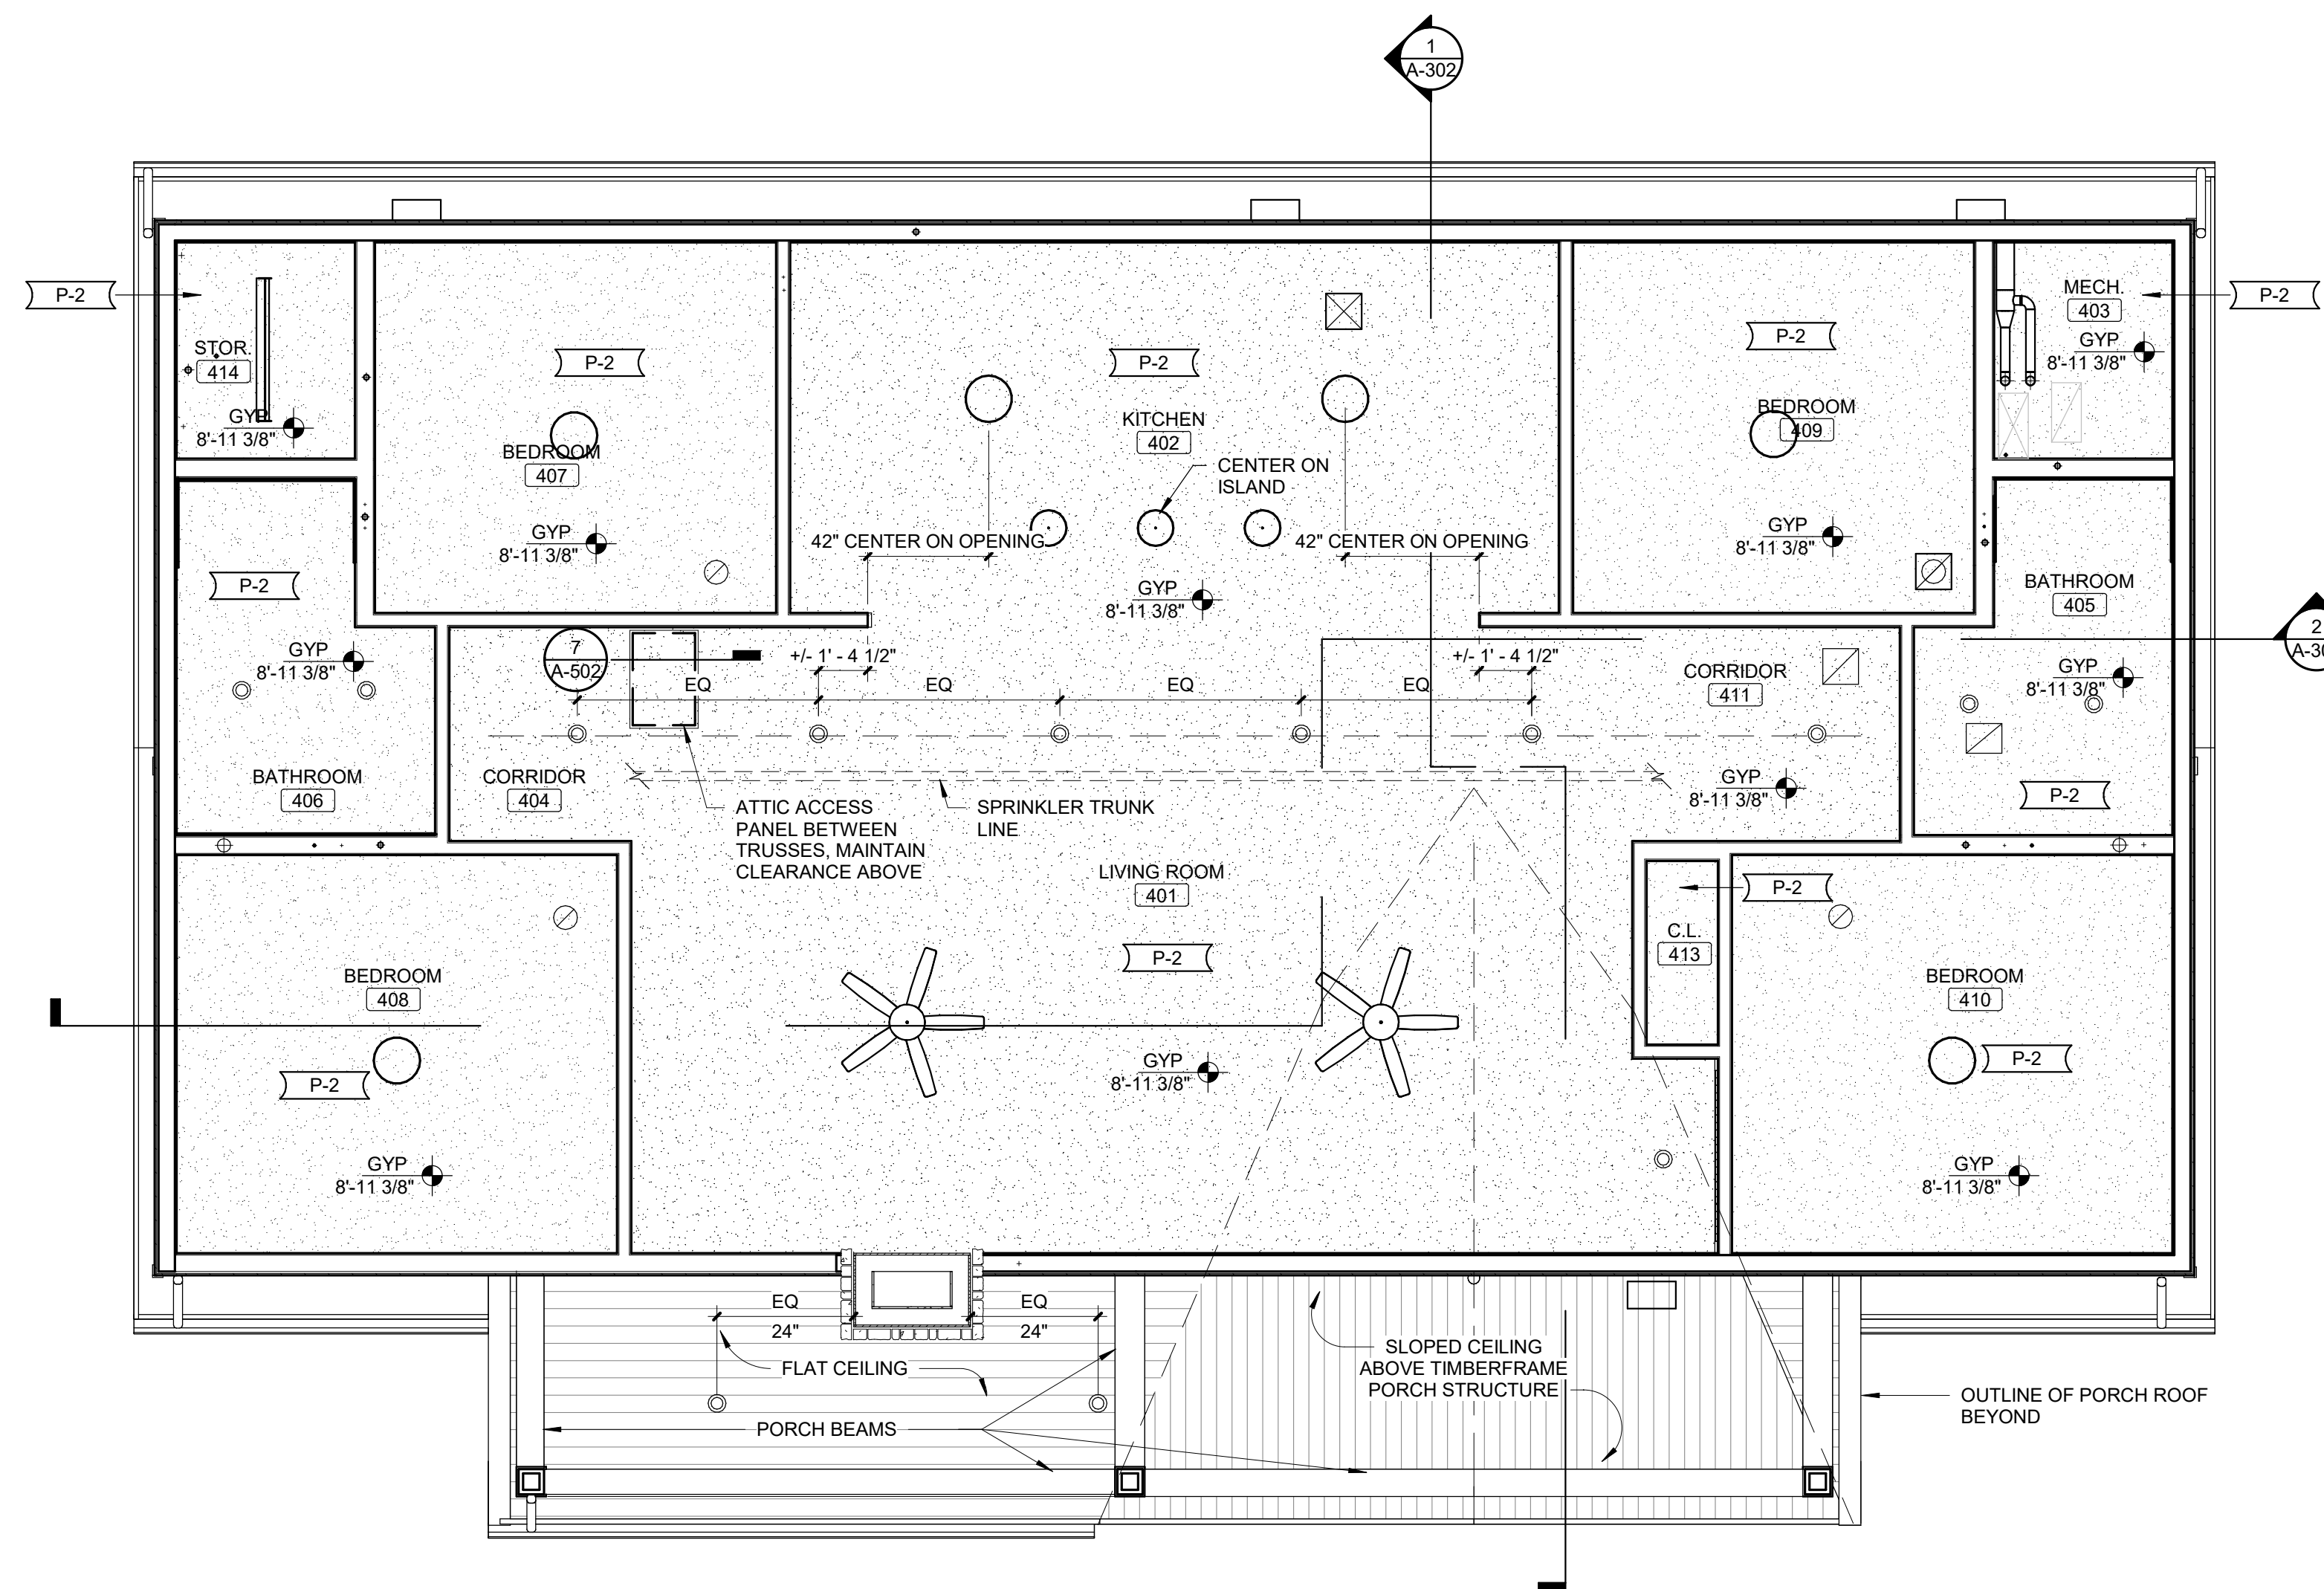 1
A-302
P-2
STOR.
414
GYP
8'-11 3/8"
P-2
BEDROOM
407
GYP
8'-11 3/8"
P-2
KITCHEN
402
CENTER ON
ISLAND
42" CENTER ON OPENING
42" CENTER ON OPENING
GYP
8'-11 3/8"
P-2
BEDROOM
409
GYP
8'-11 3/8"
MECH.
403
GYP
8'-11 3/8"
P-2
P-2
GYP
8'-11 3/8"
BATHROOM
406
7
A-502
+/- 1' - 4 1/2"
+/- 1' - 4 1/2"
EQ
EQ
EQ
EQ
CORRIDOR
411
BATHROOM
405
GYP
8'-11 3/8"
P-2
2
CORRIDOR
404
ATTIC ACCESS
PANEL BETWEEN
TRUSSES, MAINTAIN
CLEARANCE ABOVE
SPRINKLER TRUNK
LINE
GYP
8'-11 3/8"
LIVING ROOM
401
P-2
GYP
8'-11 3/8"
P-2
C.L.
413
BEDROOM
408
P-2
GYP
8'-11 3/8"
BEDROOM
410
P-2
GYP
8'-11 3/8"
EQ
24"
EQ
24"
FLAT CEILING
PORCH BEAMS
SLOPED CEILING
ABOVE TIMBERFRAME
PORCH STRUCTURE
OUTLINE OF PORCH ROOF
BEYOND